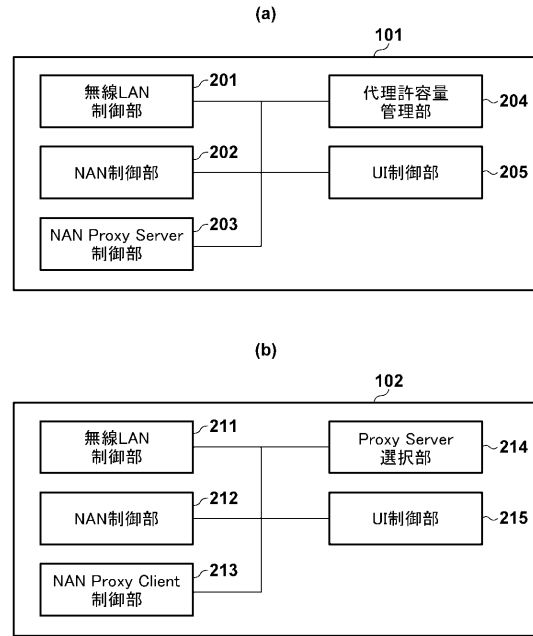 (a)
101
無線LAN
制御部
201
代理許容量
管理部
204
NAN制御部
202
UI制御部
205
NAN Proxy Server
制御部
203
(b)
102
無線LAN
制御部
211
Proxy Server
選択部
214
NAN制御部
212
UI制御部
215
NAN Proxy Client
制御部
213